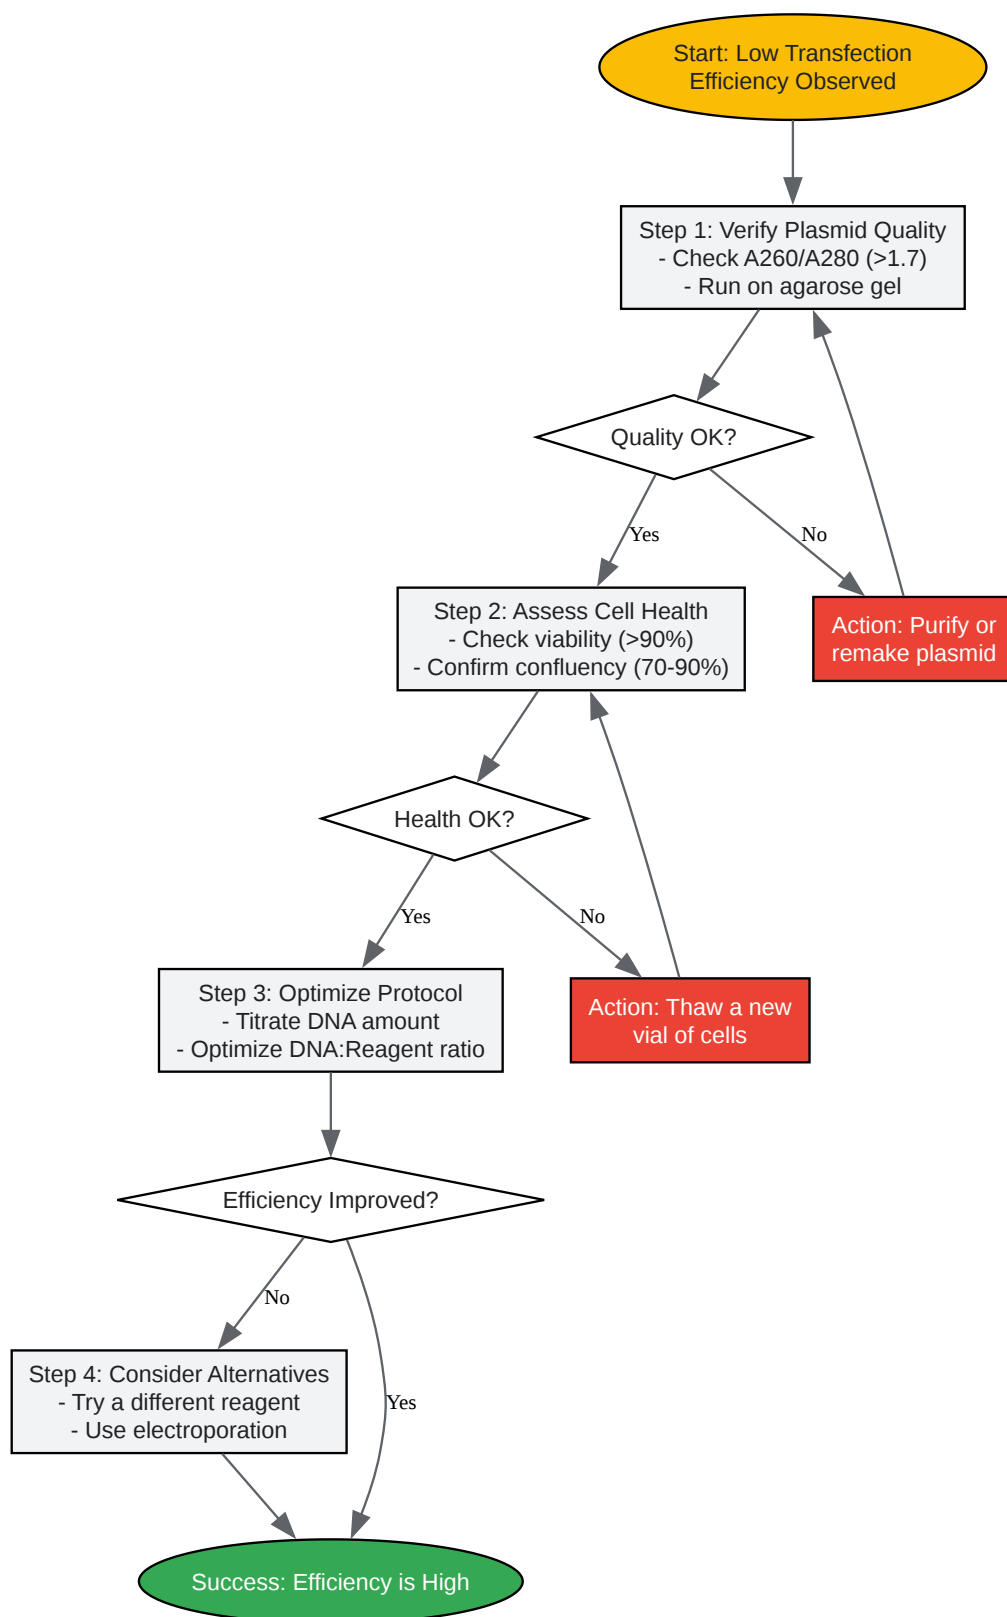 Start: Low Transfection
Efficiency Observed
Step 1: Verify Plasmid Quality
- Check A260/A280 (>1.7)
- Run on agarose gel
Quality OK?
Yes
No
Step 2: Assess Cell Health
- Check viability (>90%)
- Confirm confluency (70-90%)
Action: Purify or
remake plasmid
Health OK?
Yes
No
Step 3: Optimize Protocol
- Titrate DNA amount
- Optimize DNA:Reagent ratio
Action: Thaw a new
vial of cells
Efficiency Improved?
No
Step 4: Consider Alternatives
- Try a different reagent
- Use electroporation
Yes
Success: Efficiency is High